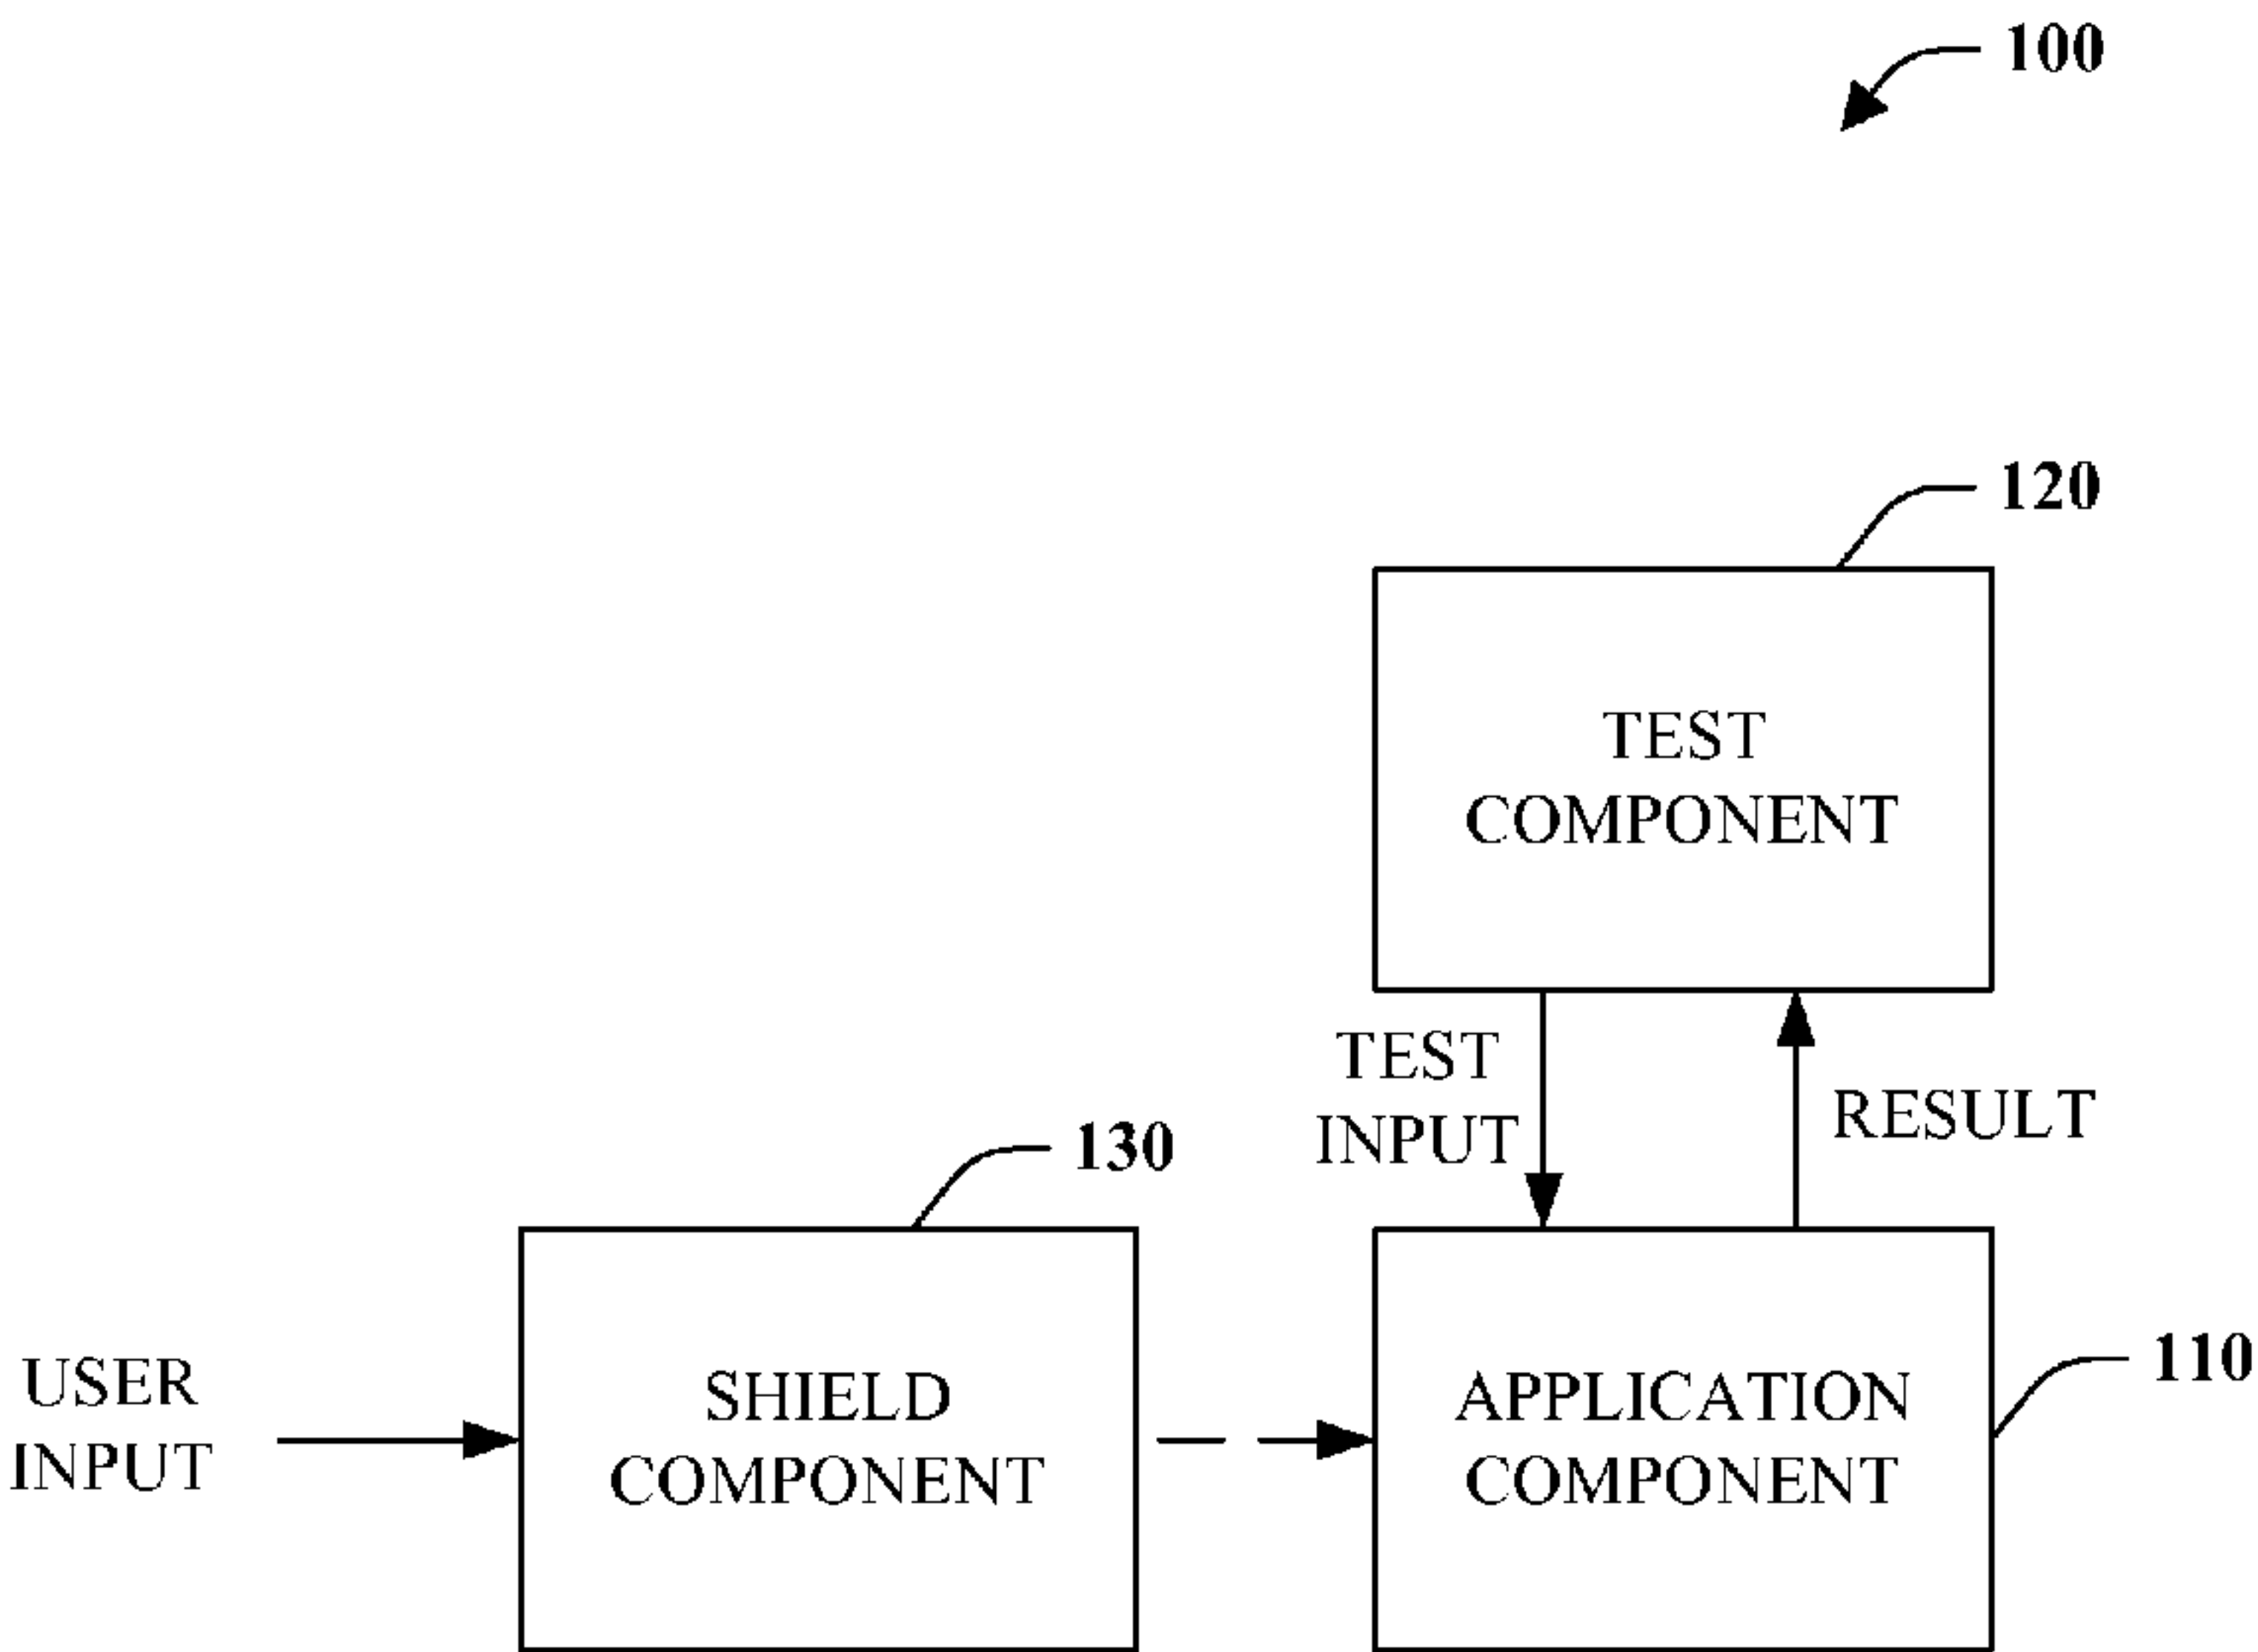 100
120
TEST
COMPONENT
TEST
INPUT
RESULT
130
110
USER
INPUT
SHIELD
COMPONENT
APPLICATION
COMPONENT